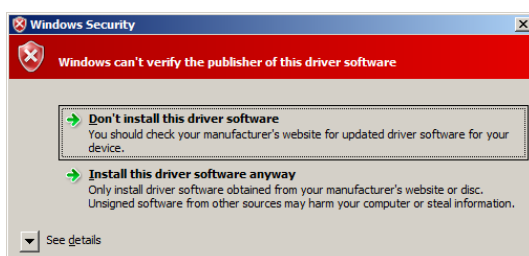 Windows Security
Windows can't verify the publisher of this driver software
Don't install this driver software
You should check your manufacturer's website for updated driver software for your
device.
Install this driver software anyway
Only install driver software obtained from your manufacturer's website or disc.
Unsigned software from other sources may harm your computer or steal information.
See details